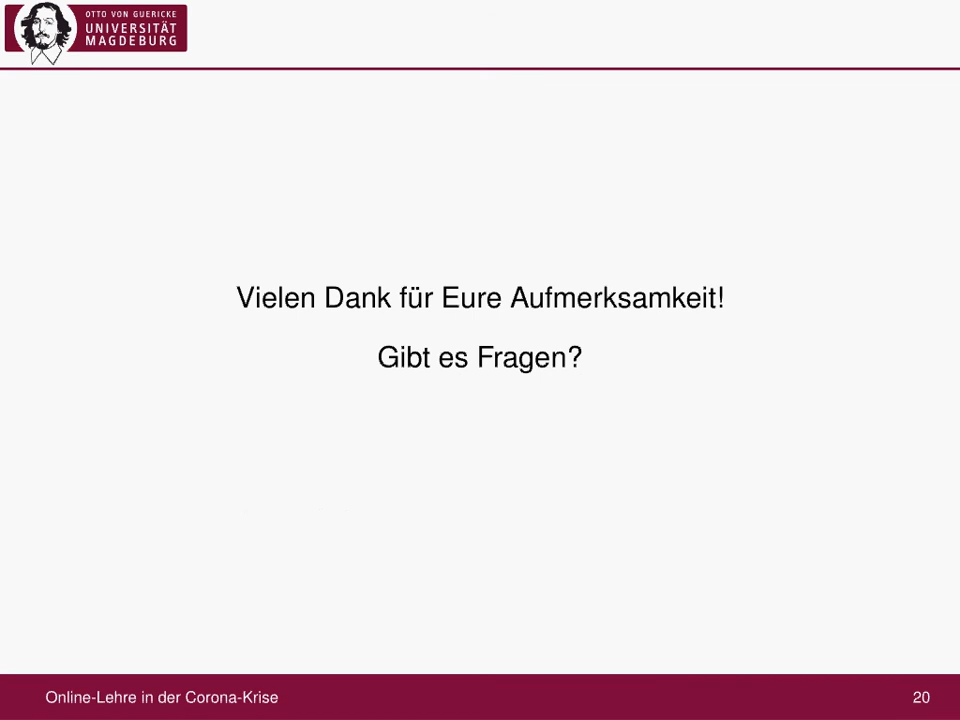 OTTO VON GUERICKE
UNIVERSITÄT
MAGDEBURG
Vielen Dank für Eure Aufmerksamkeit!
Gibt es Fragen?
Online-Lehre in der Corona-Krise
20